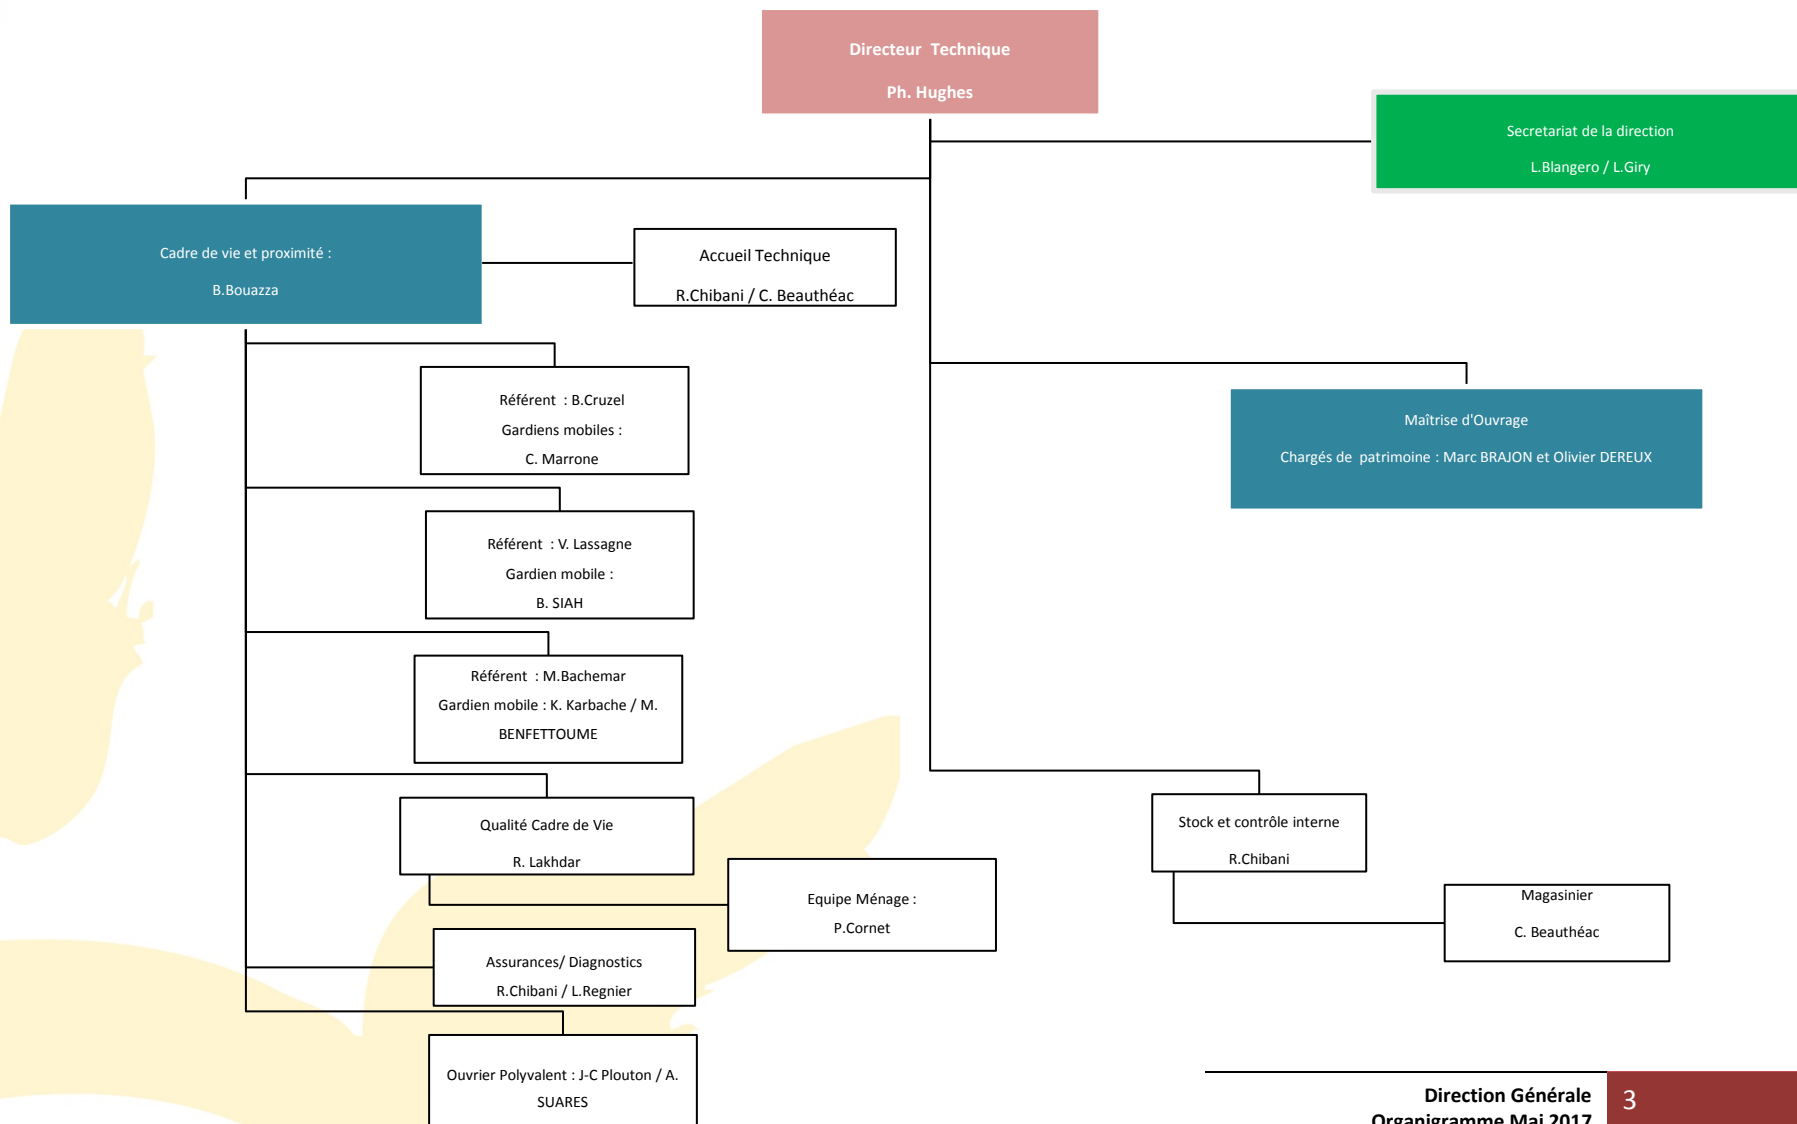 Directeur  Technique
Ph. Hughes
Secretariat de la direction
L.Blangero / L.Giry
Cadre de vie et proximité :
B.Bouazza
Accueil Technique
R.Chibani / C. Beauthéac
Référent  : B.Cruzel
Gardiens mobiles :
C. Marrone
Maîtrise d'Ouvrage
Chargés de  patrimoine : Marc BRAJON et Olivier DEREUX
Référent  : V. Lassagne
Gardien mobile :
B. SIAH
Référent  : M.Bachemar
Gardien mobile : K. Karbache / M.
BENFETTOUME
Qualité Cadre de Vie
R. Lakhdar
Stock et contrôle interne
R.Chibani
Equipe Ménage :
P.Cornet
Magasinier
C. Beauthéac
Assurances/ Diagnostics
R.Chibani / L.Regnier
Ouvrier Polyvalent : J-C Plouton / A.
SUARES
Direction Générale
Organigramme Mai 2017
3